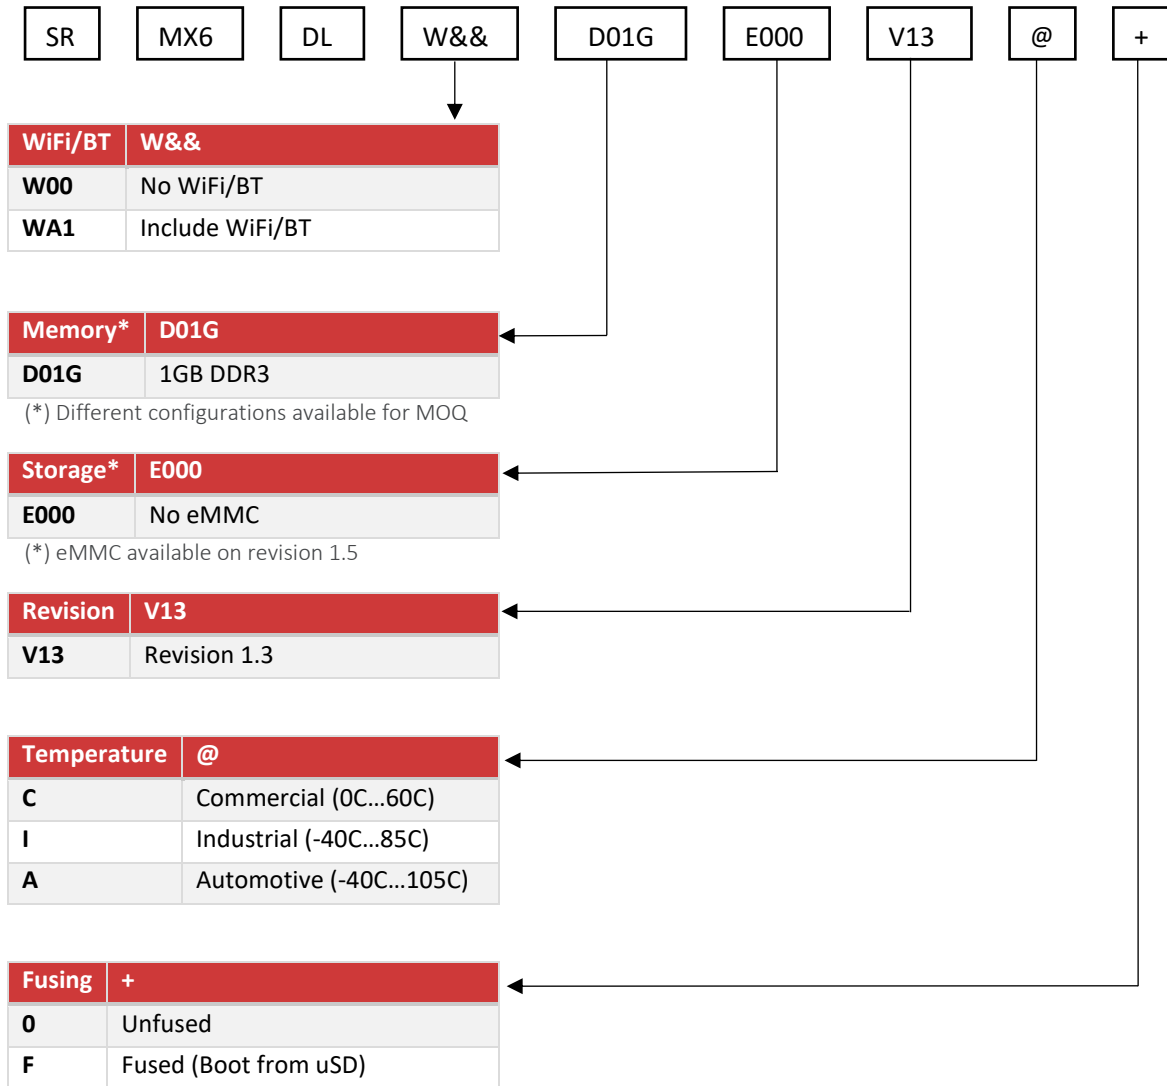 SR MX6 DL W&& D01G E000 V13 @ +
WiFi/BT W&&
W00 No WiFi/BT
WA1 Include WiFi/BT
Memory* D01G
D01G 1GB DDR3
(*) Different configurations available for MOQ
Storage* E000
E000 No eMMC
(*) eMMC available on revision 1.5
Revision V13
V13 Revision 1.3
Temperature @
C Commercial (0C…60C)
I Industrial (-40C…85C)
A Automotive (-40C…105C)
Fusing +
0 Unfused
F Fused (Boot from uSD)